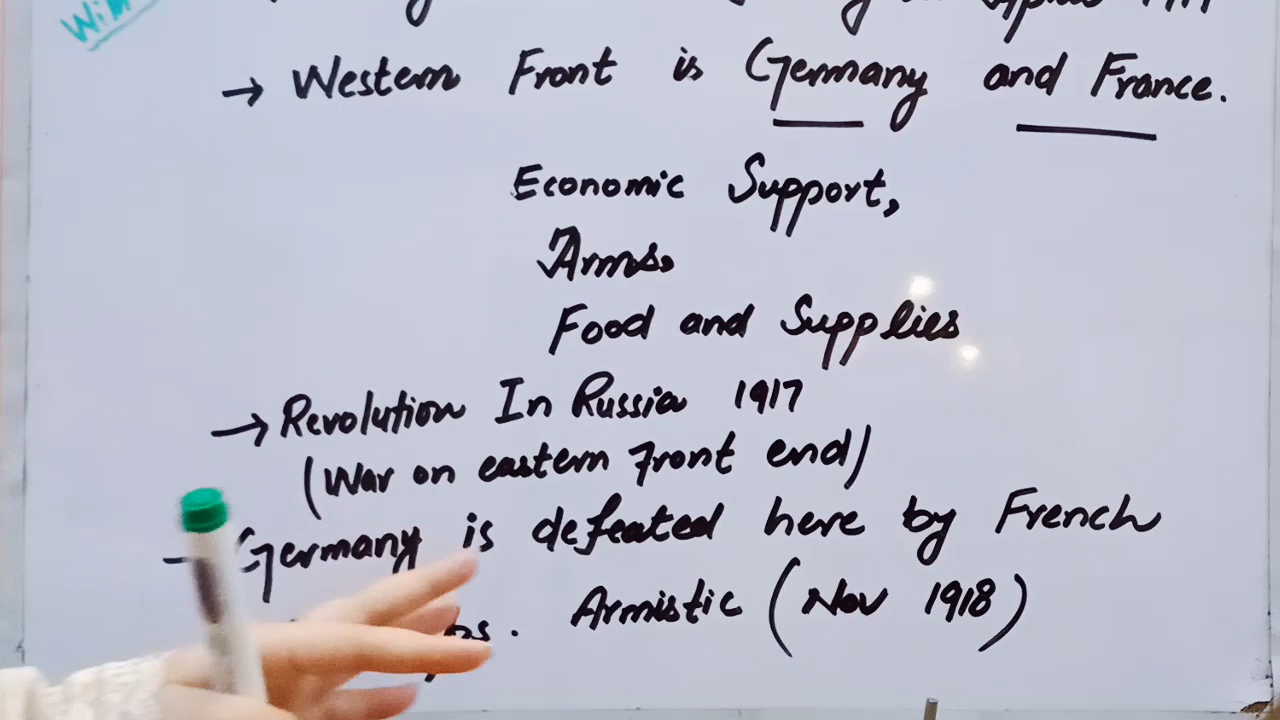 → Western Front is Germany and France.
Economic Support,
Arms.
Food and Supplies
→ Revolution In Russia 1917
(War on eastern Front end)
Germany is defeated here by French
Armistic (Nov 1918)